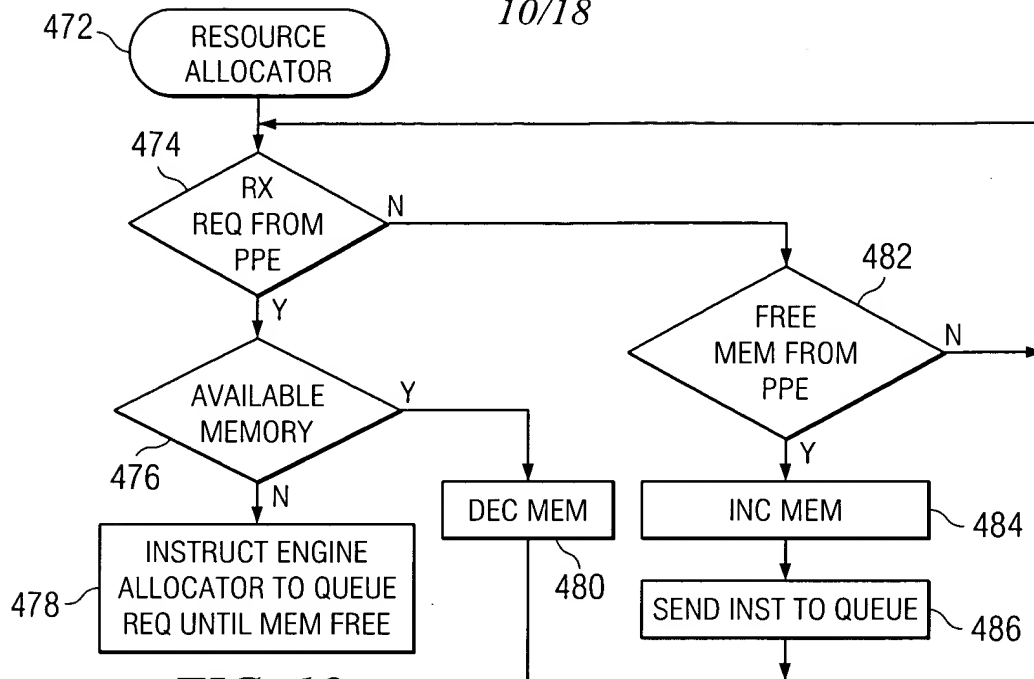 10/18
472
RESOURCE
ALLOCATOR
474
RX
REQ FROM
PPE
N
Y
482
FREE
MEM FROM
PPE
N
Y
AVAILABLE
MEMORY
Y
476
N
DEC MEM
480
INC MEM
484
478
INSTRUCT ENGINE
ALLOCATOR TO QUEUE
REQ UNTIL MEM FREE
SEND INST TO QUEUE
486